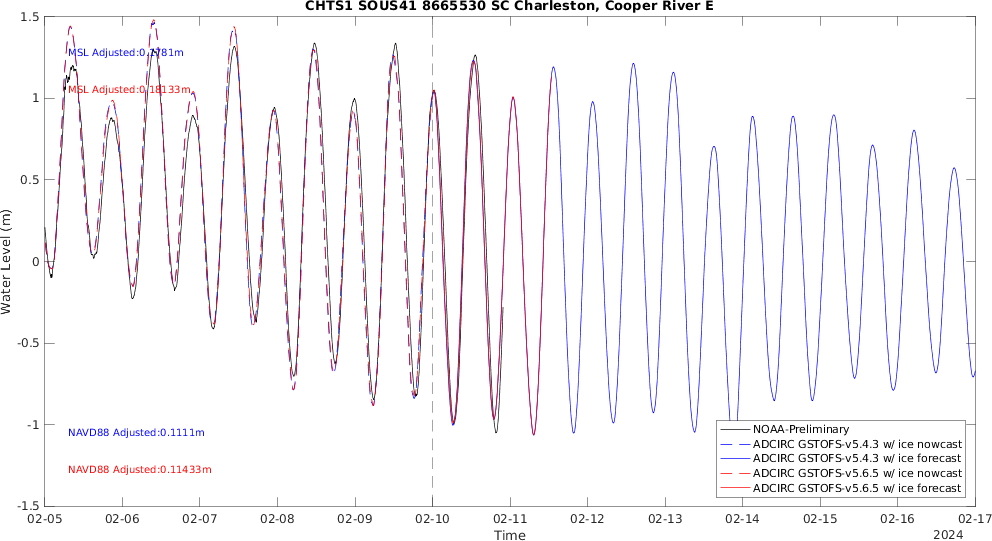 CHTS1 SOUS41 8665530 SC Charleston, Cooper River E
Water Level (m)
1.5
1
0.5
0
-0.5
-1
-1.5
MSL Adjusted:0.1781m
MSL Adjusted:0.18133m
NAVD88 Adjusted:0.1111m
NAVD88 Adjusted:0.11433m
NOAA-Preliminary
ADCIRC GSTOFS-v5.4.3 w/ ice nowcast
ADCIRC GSTOFS-v5.4.3 w/ ice forecast
ADCIRC GSTOFS-v5.6.5 w/ ice nowcast
ADCIRC GSTOFS-v5.6.5 w/ ice forecast
02-05 02-06 02-07 02-08 02-09 02-10 02-11 02-12 02-13 02-14 02-15 02-16 02-17
Time
2024